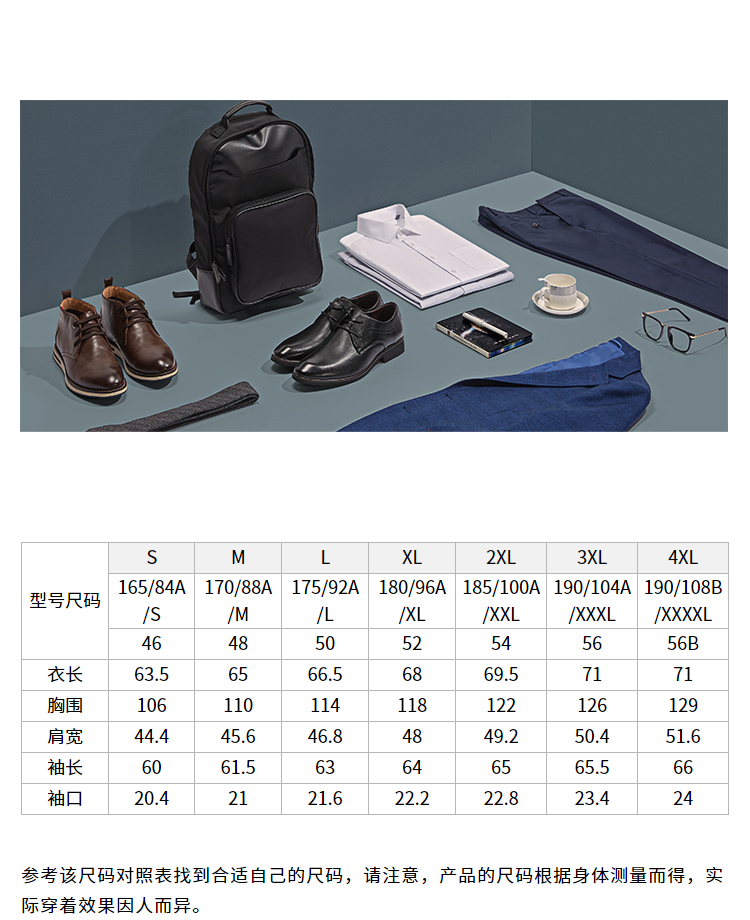 S M L XL 2XL 3XL 4XL
型号尺码 165/84A/S 170/88A/M 175/92A/L 180/96A/XL 185/100A/XXL 190/104A/XXXL 190/108B/XXXXL
46 48 50 52 54 56 56B
衣长 63.5 65 66.5 68 69.5 71 71
胸围 106 110 114 118 122 126 129
肩宽 44.4 45.6 46.8 48 49.2 50.4 51.6
袖长 60 61.5 63 64 65 65.5 66
袖口 20.4 21 21.6 22.2 22.8 23.4 24
参考该尺码对照表找到合适自己的尺码，请注意，产品的尺码根据身体测量而得，实
际穿着效果因人而异。